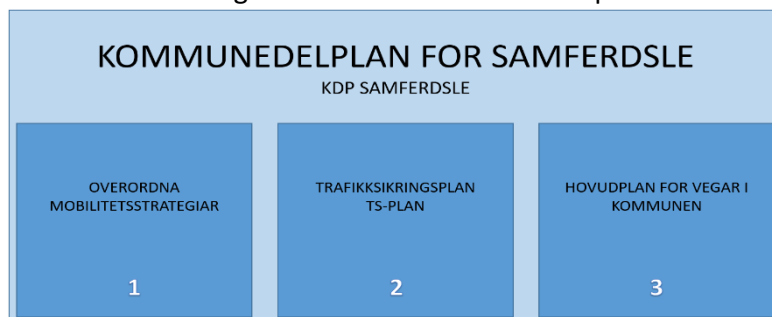 KOMMUNEDELPLAN FOR SAMFERDSLE
KDP SAMFERDSLE
OVERORDNA
MOBILITETSSTRATEGIAR
1
TRAFIKKSIKRINGSPLAN
TS-PLAN
2
HOVUDPLAN FOR VEGAR I
KOMMUNEN
3